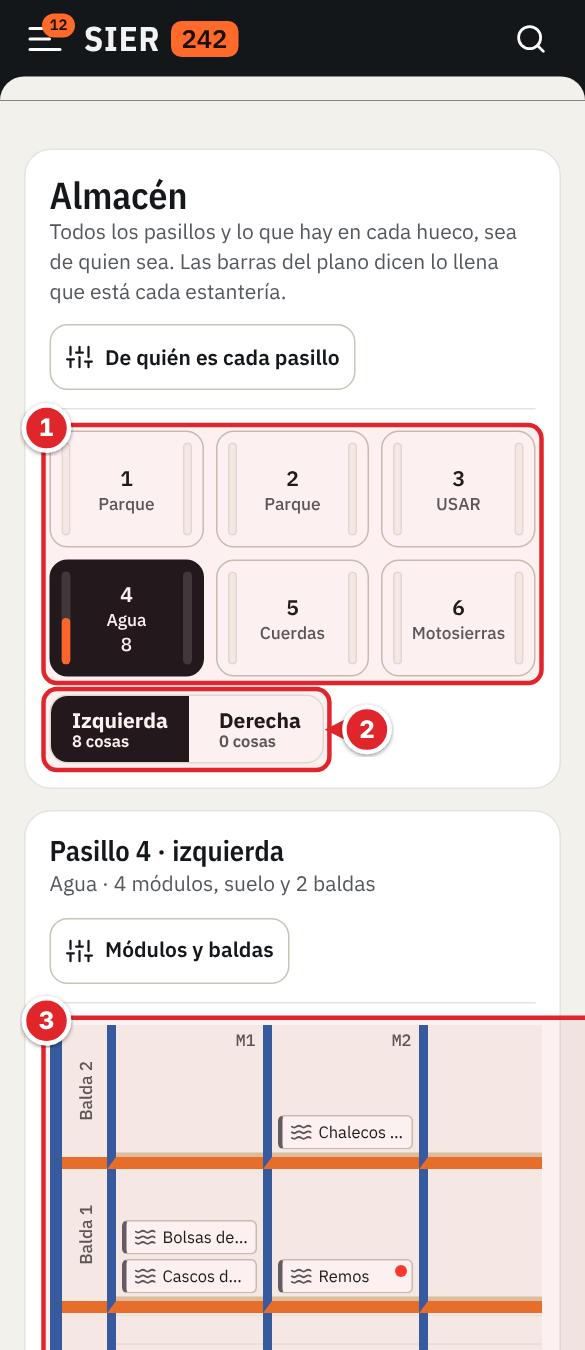 12
SIER 242
Almacén
Todos los pasillos y lo que hay en cada hueco, sea
de quien sea. Las barras del plano dicen lo llena
que está cada estantería.
De quién es cada pasillo
1
1
Parque
2
Parque
3
USAR
4
Agua
8
5
Cuerdas
6
Motosierras
Izquierda
8 cosas
Derecha
0 cosas
2
Pasillo 4 · izquierda
Agua · 4 módulos, suelo y 2 baldas
Módulos y baldas
3
M1
M2
Balda 2
Chalecos ...
Balda 1
Bolsas de...
Cascos d...
Remos